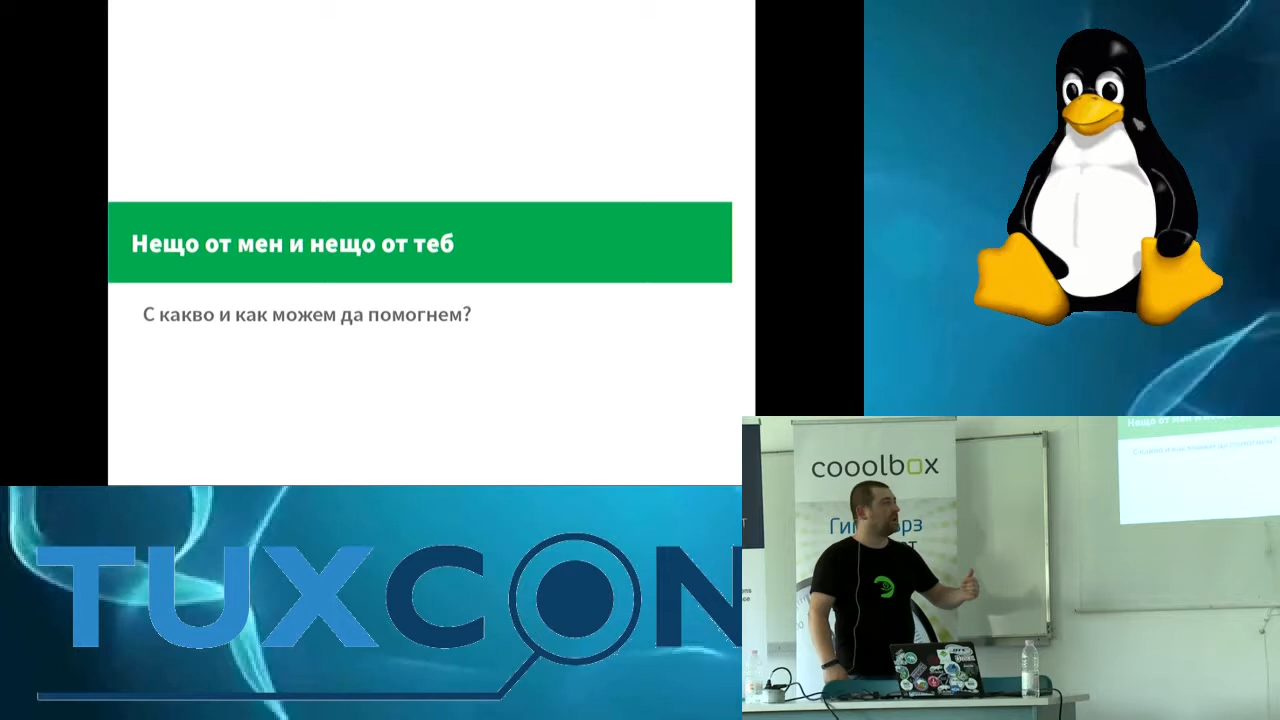 Нещо от мен и нещо от теб
С какво и как можем да помогнем?
TUXCON
cooolbox